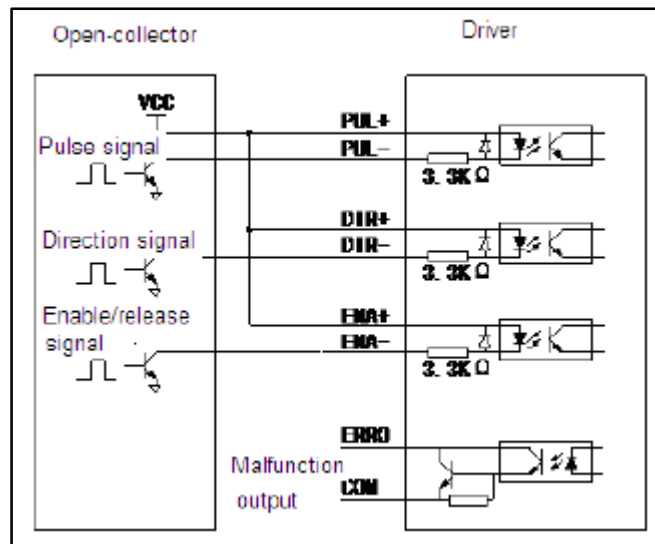 Open-collector
Driver
VCC
PUL+
Pulse signal
PUL-
3.3KΩ
DIR+
Direction signal
DIR-
3.3KΩ
Enable/release
signal
ENA+
ENA-
3.3KΩ
ERRO
Malfunction
output
COM